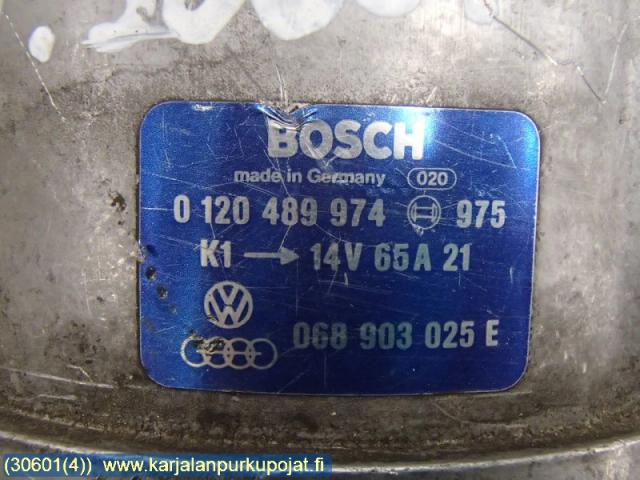 BOSCH
made in Germany 020
0 120 489 974 975
K1 → 14V 65A 21
VW
068 903 025 E
(30601(4)) www.karjalanpurkupojat.fi